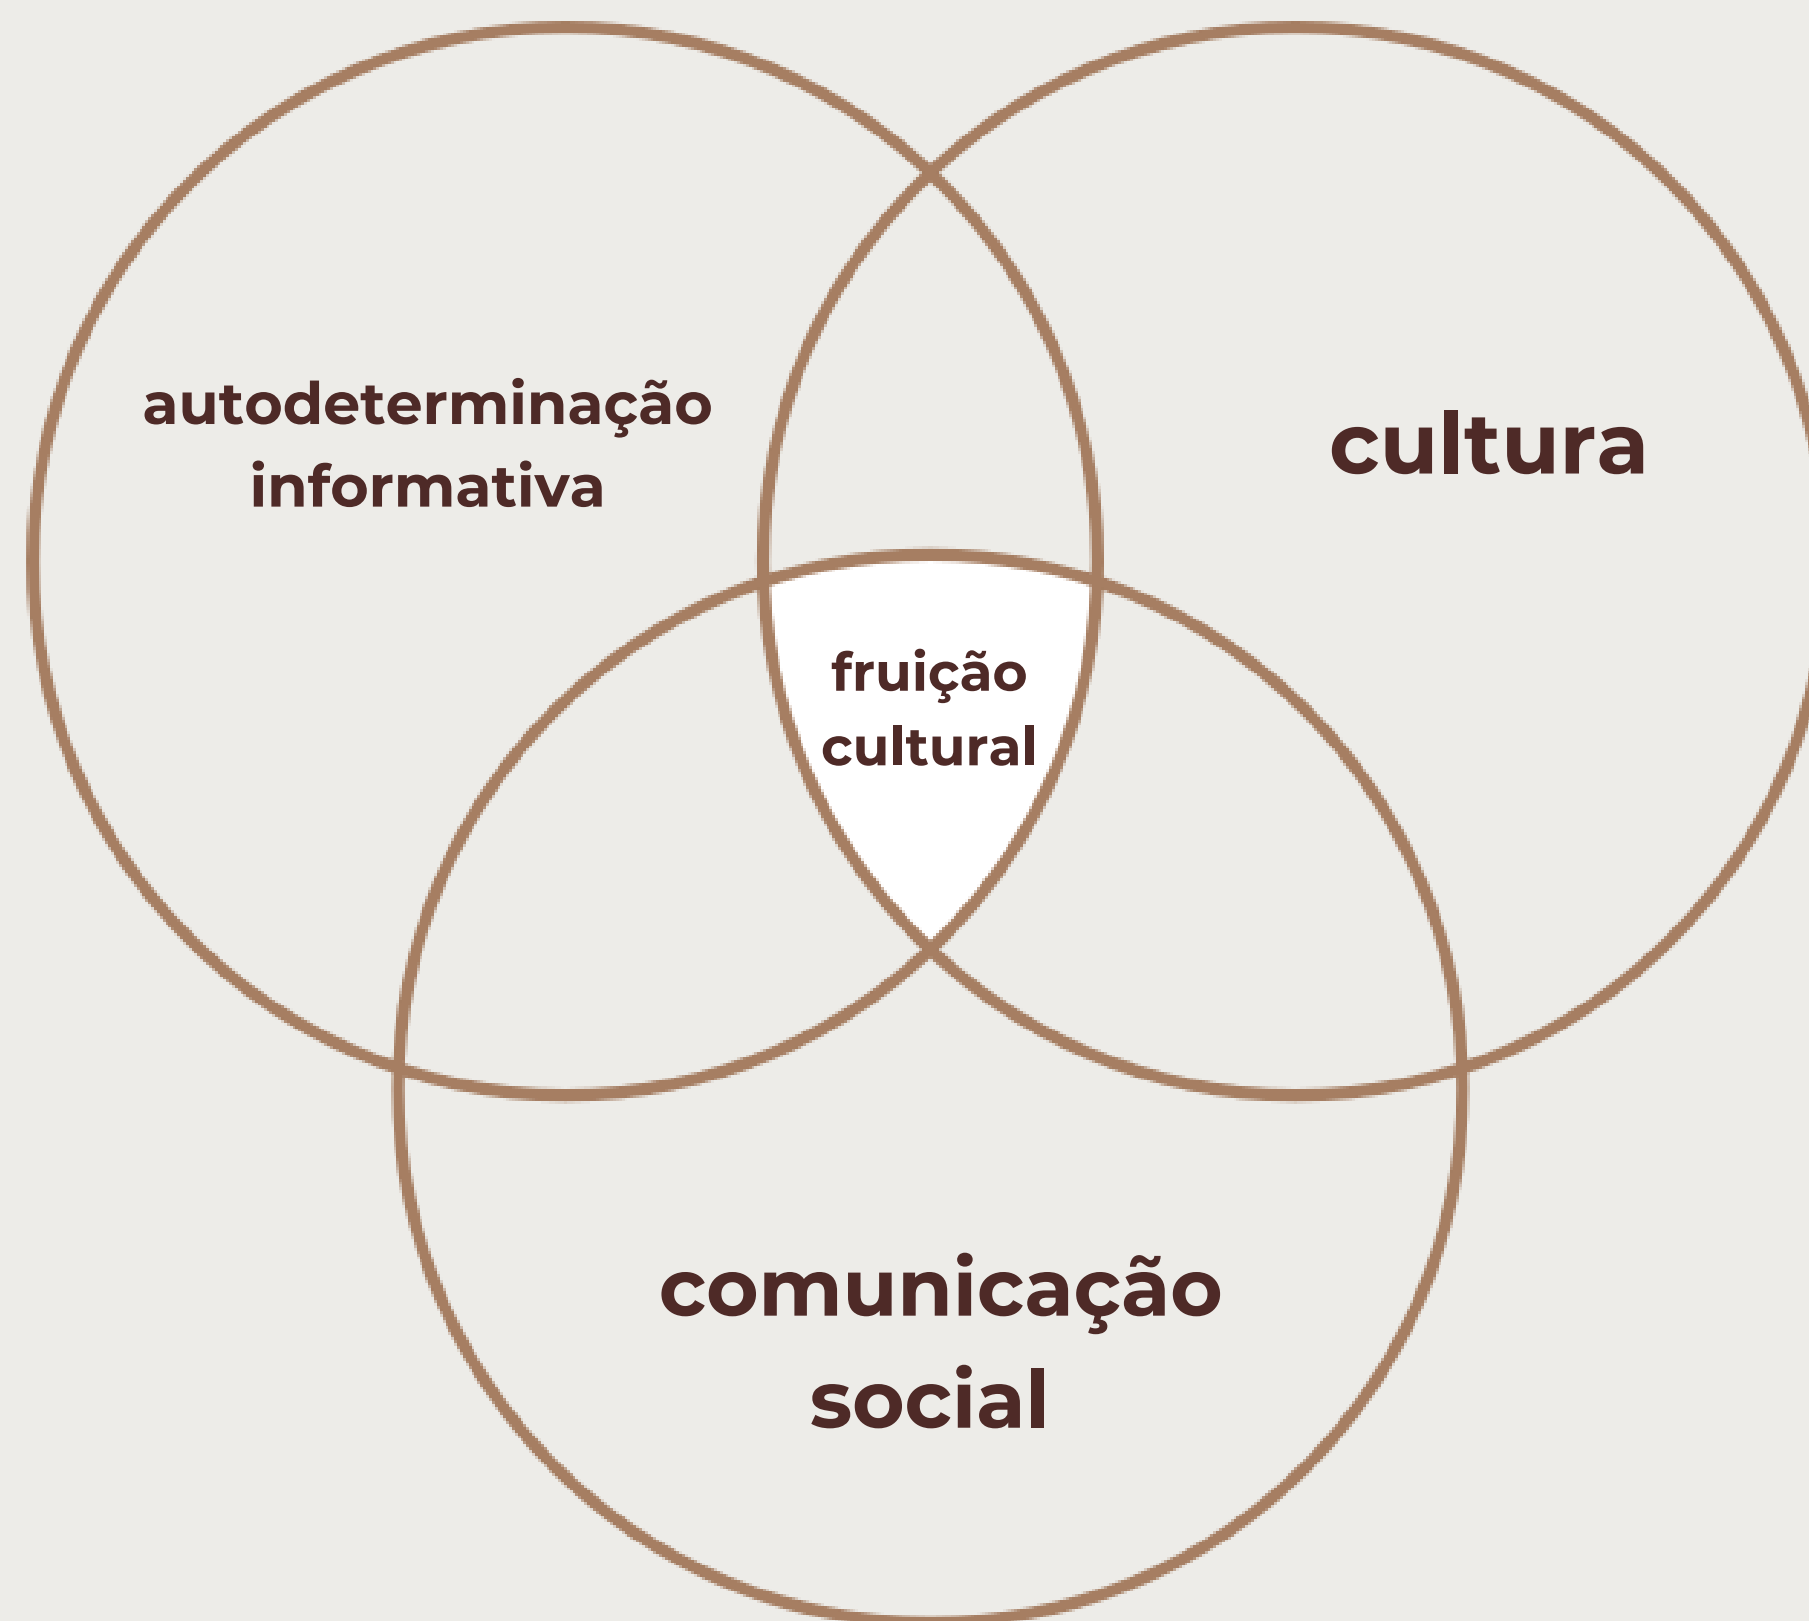 autodeterminação
informativa
cultura
fruição
cultural
comunicação
social